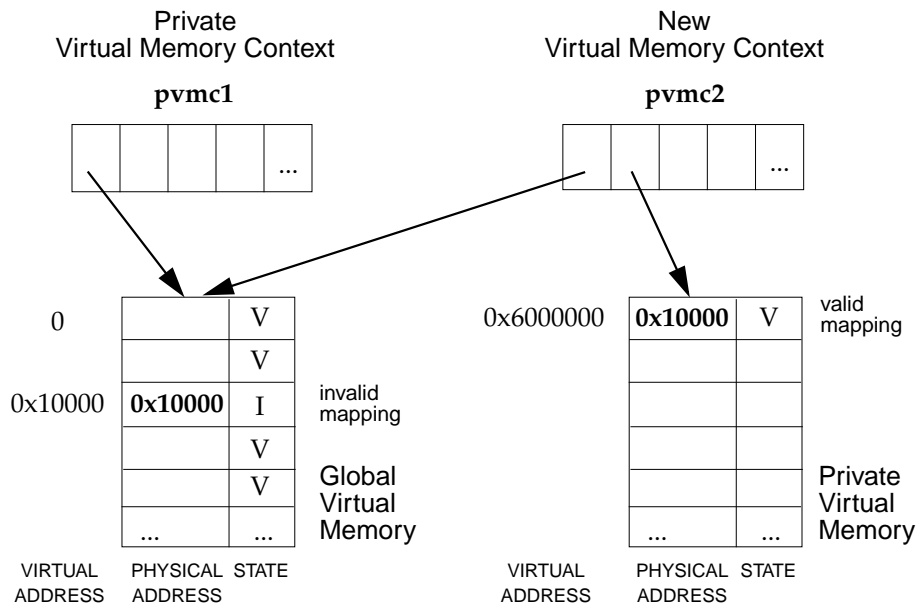 Private
Virtual Memory Context
pvmc1
...
New
Virtual Memory Context
pvmc2
...
0
V
V
0x10000
0x10000
I
invalid
mapping
V
V
Global
Virtual
Memory
...
...
VIRTUAL
ADDRESS
PHYSICAL
ADDRESS
STATE
0x6000000
0x10000
V
valid
mapping
Private
Virtual
Memory
...
...
VIRTUAL
ADDRESS
PHYSICAL
ADDRESS
STATE